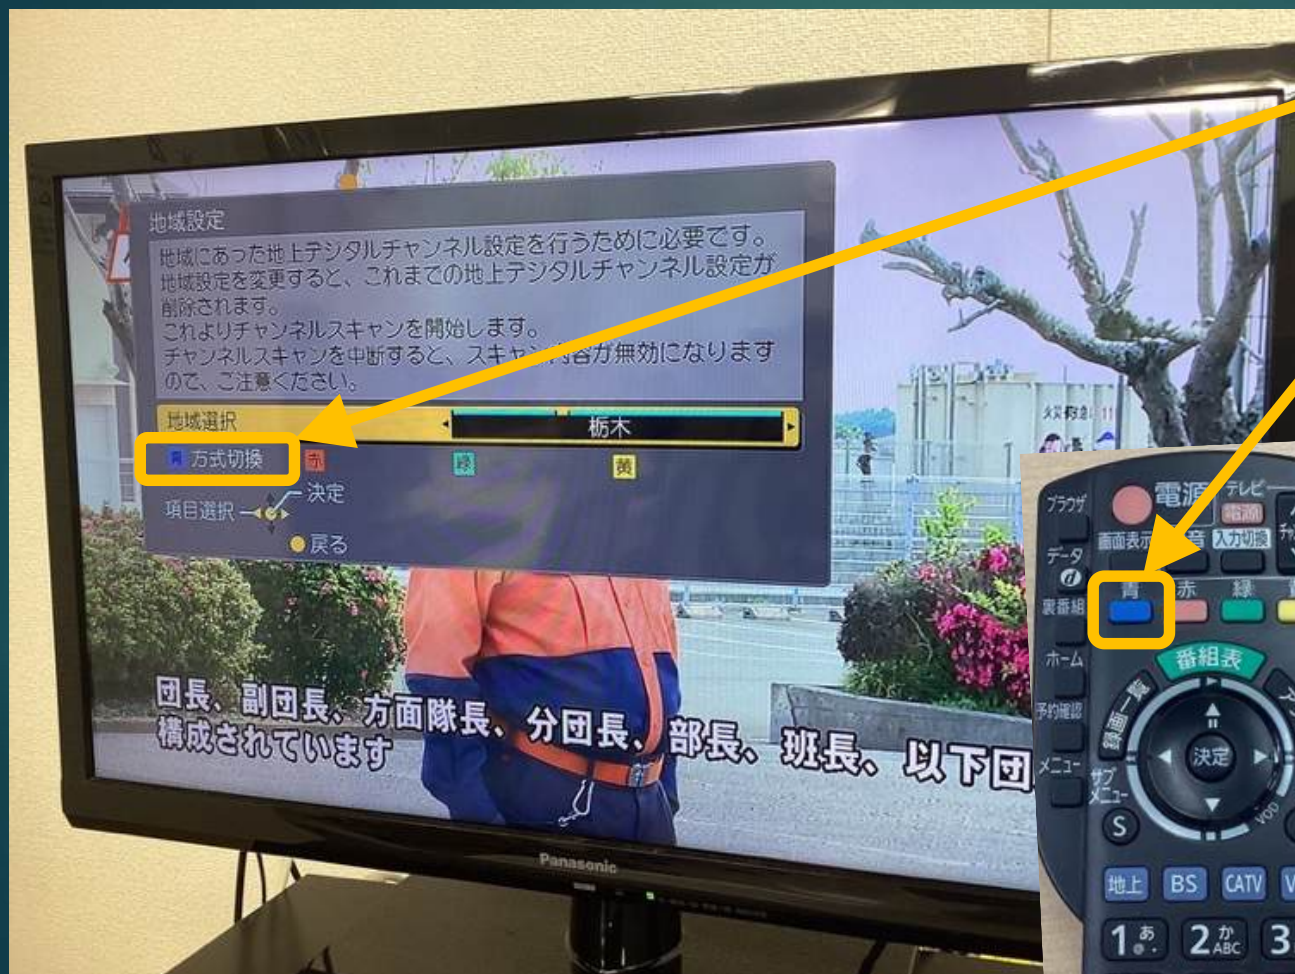 地域設定
地域にあった地上デジタルチャンネル設定を行うために必要です。
地域設定を変更すると、これまでの地上デジタルチャンネル設定が
削除されます。
これよりチャンネルスキャンを開始します。
チャンネルスキャンを中断すると、スキャン内容が無効になります
ので、ご注意ください。
地域選択
栃木
青 方式切換 赤 緑 黄
項目選択 決定
戻る
団長、副団長、方面隊長、分団長、部長、班長、以下団
構成されています
Panasonic
ブラウザ
電源
テレビ
電源
画面表示
音
入力切換
データ
d
青 赤 緑
裏番組
番組表
ホーム
録画一覧
予約確認
決定
メニュー
サブ
メニュー
S
VOD
地上 BS CATV
1 あ @ .
2 か ABC
3